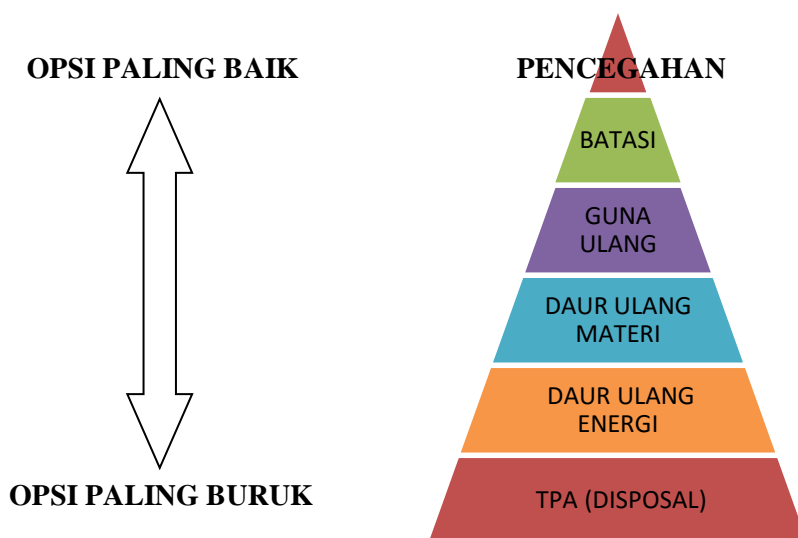 OPSI PALING BAIK
PENCEGAHAN
BATASI
GUNA
ULANG
DAUR ULANG
MATERI
DAUR ULANG
ENERGI
OPSI PALING BURUK
TPA (DISPOSAL)